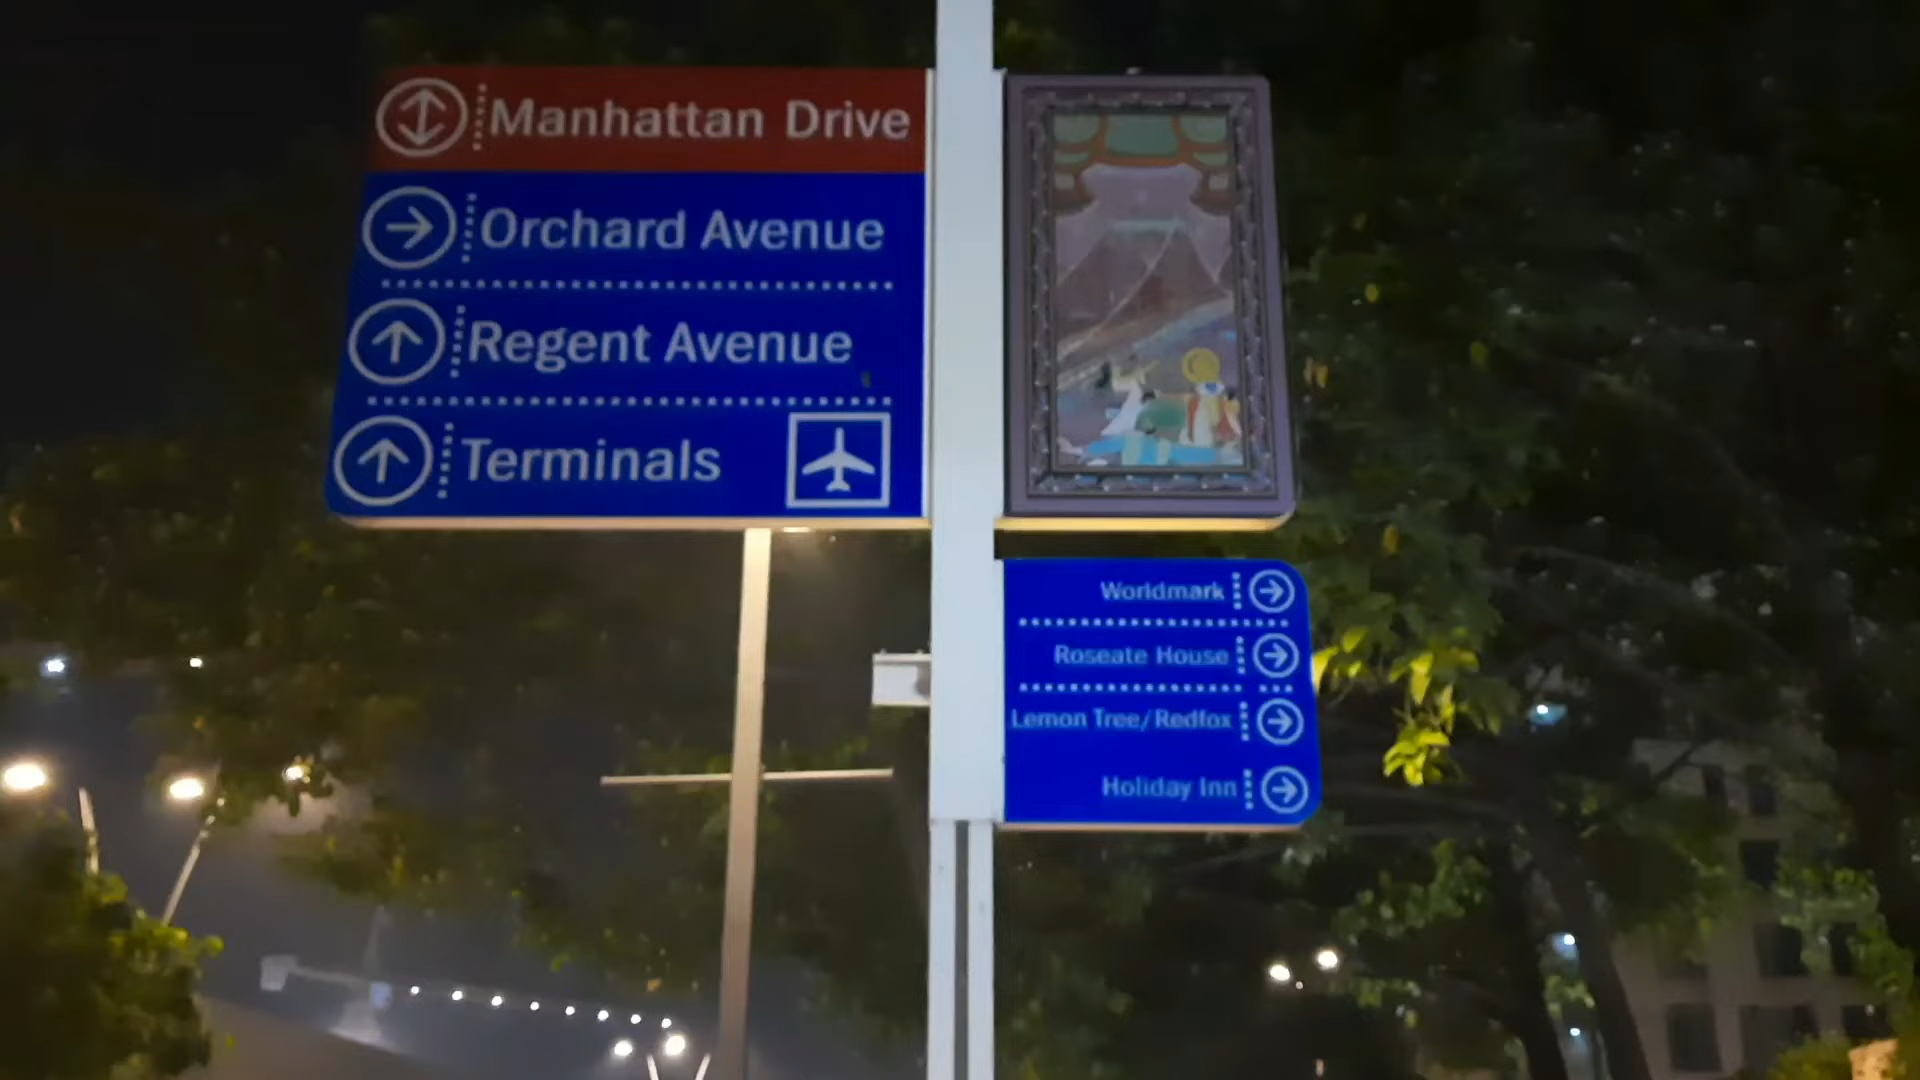 Manhattan Drive
Orchard Avenue
Regent Avenue
Terminals
Worldmark
Roseate House
Lemon Tree/Redfox
Holiday Inn